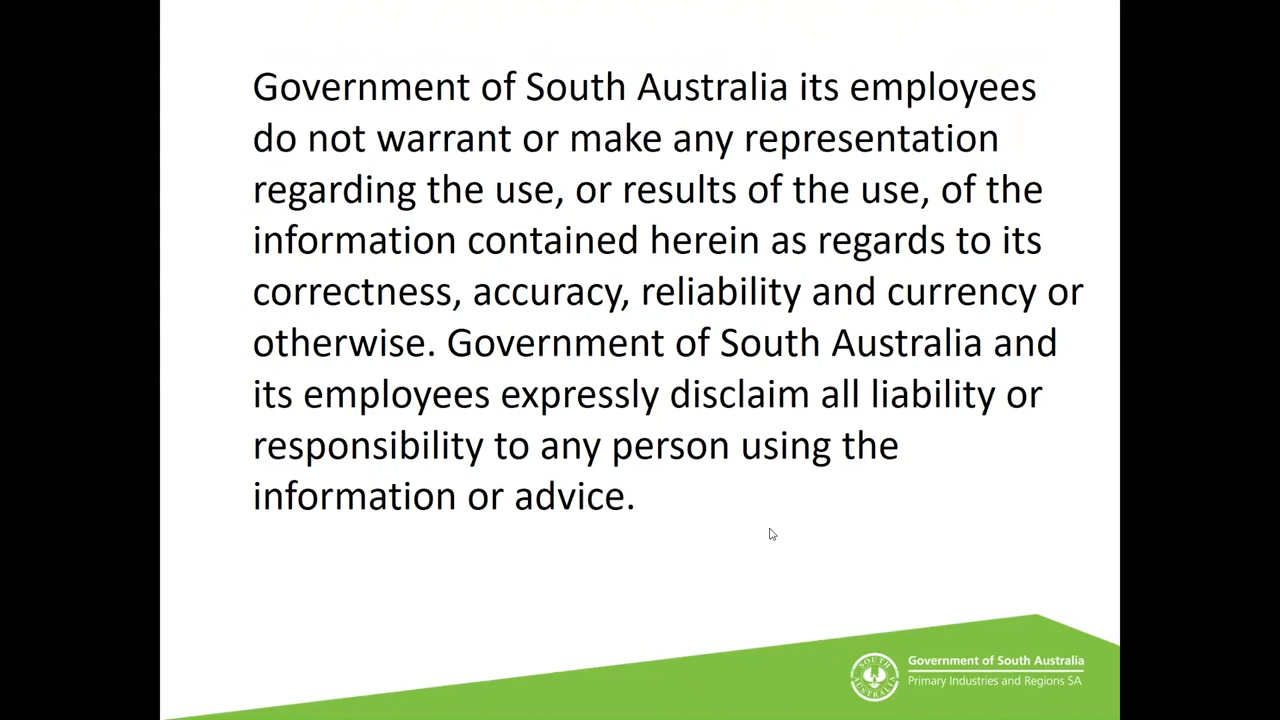 Government of South Australia its employees
do not warrant or make any representation
regarding the use, or results of the use, of the
information contained herein as regards to its
correctness, accuracy, reliability and currency or
otherwise. Government of South Australia and
its employees expressly disclaim all liability or
responsibility to any person using the
information or advice.
SOUTH AUSTRALIA
Government of South Australia
Primary Industries and Regions SA